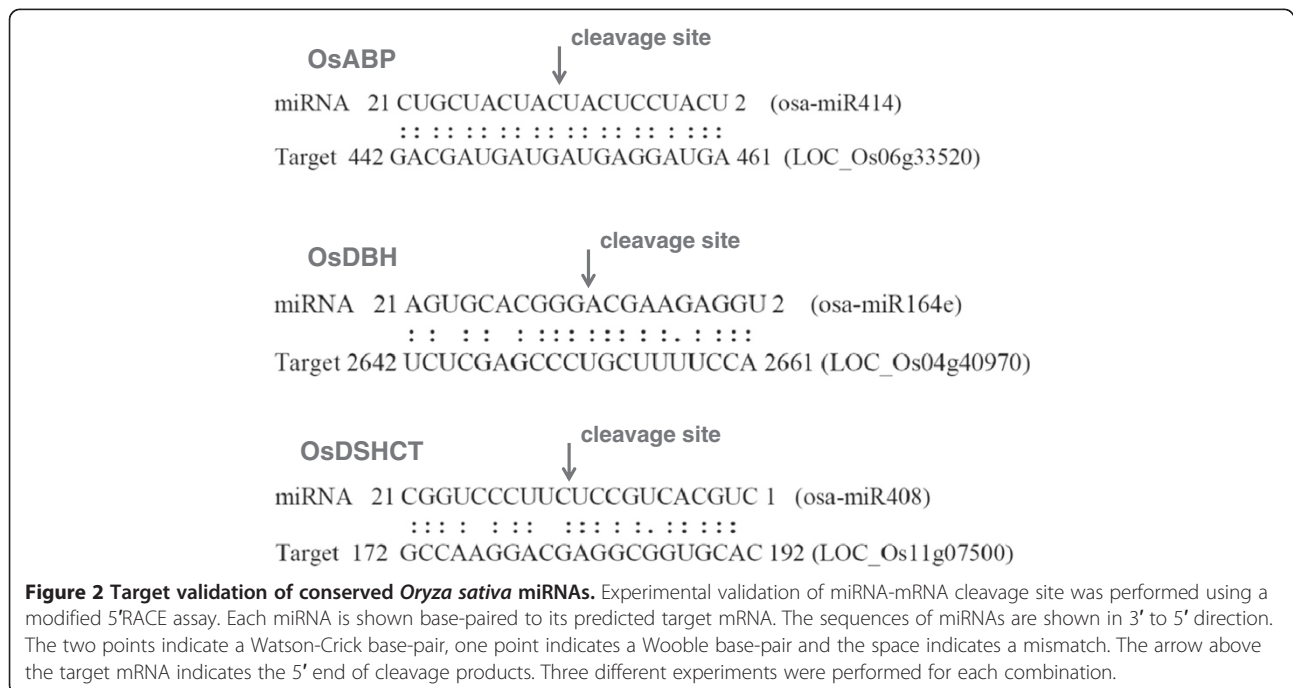 cleavage site
OsABP
miRNA 21 CUGCUACUACUACUCCUACU 2 (osa-miR414)
: : : : : : : : : : : : : : : : : : : :
Target 442 GACGAUGAUGAUGAGGAUGA 461 (LOC_Os06g33520)
cleavage site
OsDBH
miRNA 21 AGUGCACGGGACGAAGAGGU 2 (osa-miR164e)
: : : : : : : : : : : : . : : : :
Target 2642 UCUCGAGCCCUGCUUUUCCA 2661 (LOC_Os04g40970)
cleavage site
OsDSHCT
miRNA 21 CGGUCCCUUCUCCGUCACGUC 1 (osa-miR408)
: : : : : : : : : : : : . : : : : :
Target 172 GCCAAGGACGAGGCGGUGCAC 192 (LOC_Os11g07500)
Figure 2 Target validation of conserved Oryza sativa miRNAs. Experimental validation of miRNA-mRNA cleavage site was performed using a
modified 5′RACE assay. Each miRNA is shown base-paired to its predicted target mRNA. The sequences of miRNAs are shown in 3′ to 5′ direction.
The two points indicate a Watson-Crick base-pair, one point indicates a Wooble base-pair and the space indicates a mismatch. The arrow above
the target mRNA indicates the 5′ end of cleavage products. Three different experiments were performed for each combination.